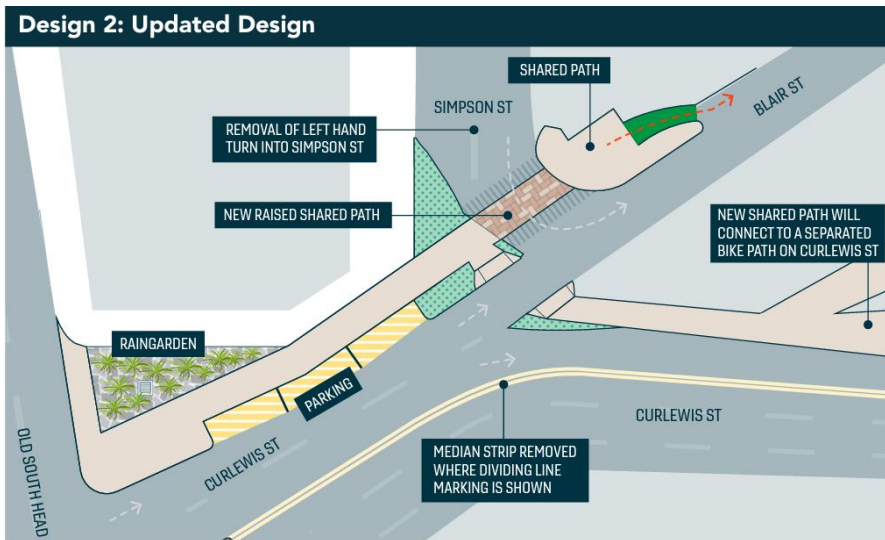 Design 2: Updated Design
SHARED PATH
SIMPSON ST
BLAIR ST
REMOVAL OF LEFT HAND
TURN INTO SIMPSON ST
NEW RAISED SHARED PATH
NEW SHARED PATH WILL
CONNECT TO A SEPARATED
BIKE PATH ON CURLEWIS ST
RAINGARDEN
PARKING
CURLEWIS ST
CURLEWIS ST
MEDIAN STRIP REMOVED
WHERE DIVIDING LINE
MARKING IS SHOWN
OLD SOUTH HEAD